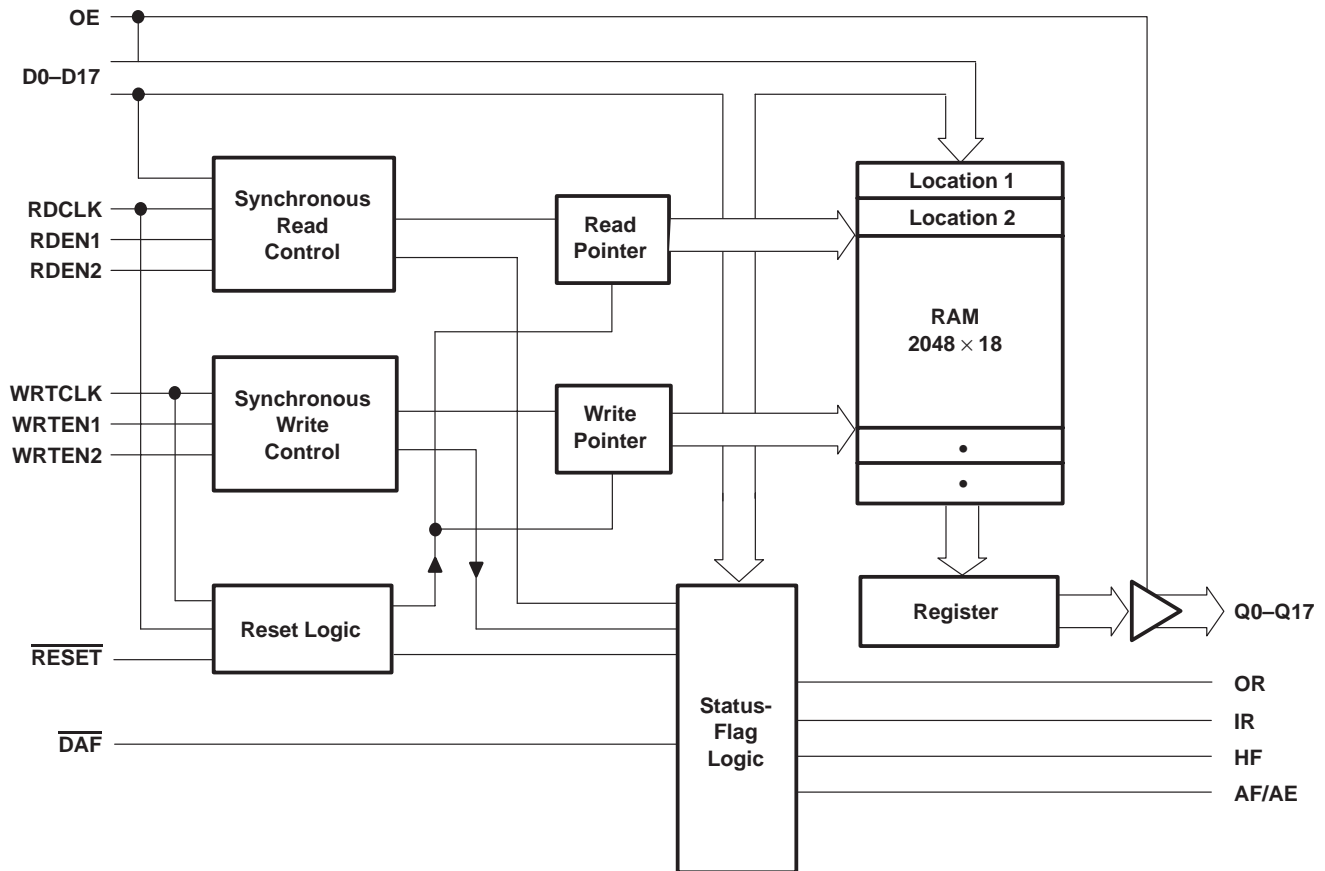 OE
D0–D17
RDCLK
RDEN1
RDEN2
Synchronous
Read
Control
Read
Pointer
Location 1
Location 2
RAM
2048 × 18
WRTCLK
WRTEN1
WRTEN2
Synchronous
Write
Control
Write
Pointer
RESET
Reset Logic
DAF
Status-
Flag
Logic
Register
Q0–Q17
OR
IR
HF
AF/AE